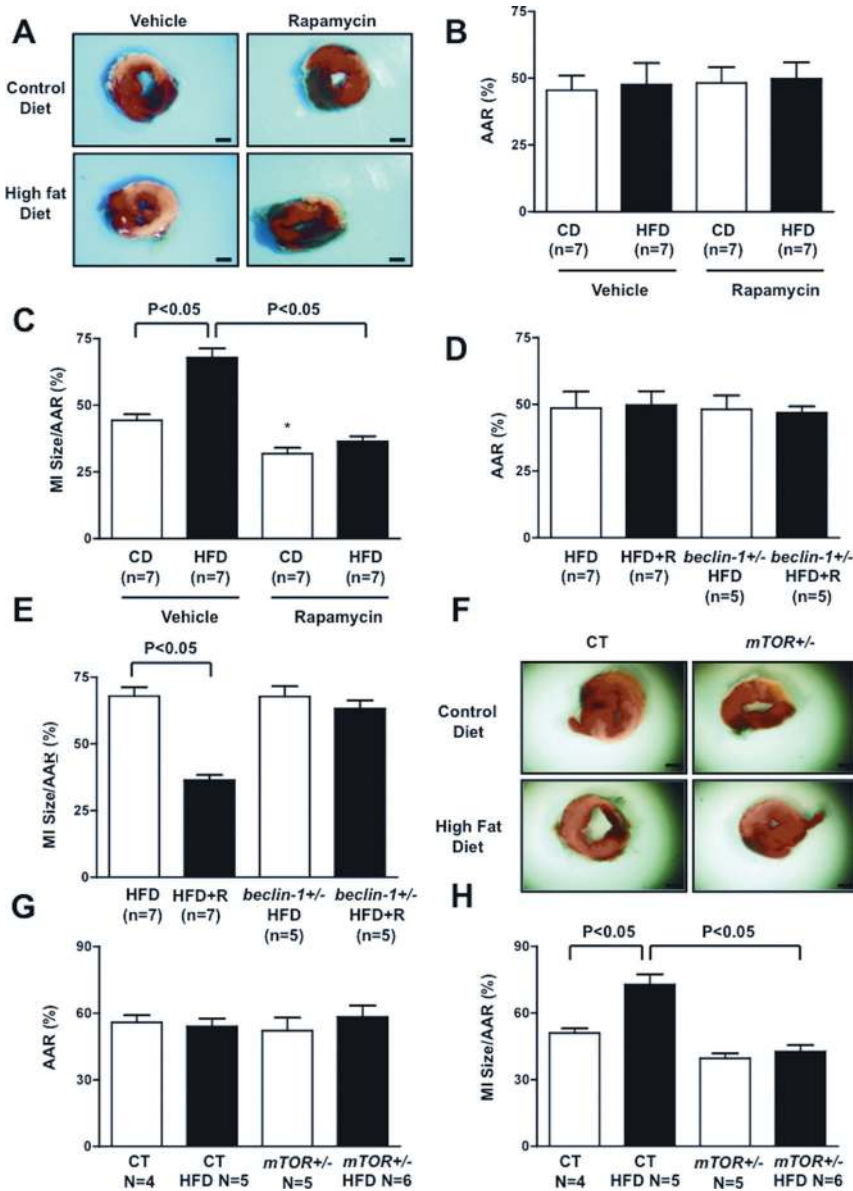 A
Vehicle Rapamycin
Control
Diet
High fat
Diet
B
AAR (%)
75
50
25
0
CD HFD CD HFD
(n=7) (n=7) (n=7) (n=7)
Vehicle Rapamycin
C
P<0.05 P<0.05
MI Size/AAR (%)
75
50
25
0
*
CD HFD CD HFD
(n=7) (n=7) (n=7) (n=7)
Vehicle Rapamycin
D
AAR (%)
75
50
25
0
HFD HFD+R beclin-1+/- beclin-1+/-
(n=7) (n=7) HFD HFD+R
(n=5) (n=5)
E
P<0.05
MI Size/AAR (%)
75
50
25
0
HFD HFD+R beclin-1+/- beclin-1+/-
(n=7) (n=7) HFD HFD+R
(n=5) (n=5)
F
CT mTOR+/-
Control
Diet
High Fat
Diet
G
AAR (%)
90
60
30
0
CT CT mTOR+/- mTOR+/-
N=4 HFD N=5 N=5 HFD N=6
H
P<0.05 P<0.05
MI Size/AAR (%)
90
60
30
0
CT CT mTOR+/- mTOR+/-
N=4 HFD N=5 N=5 HFD N=6